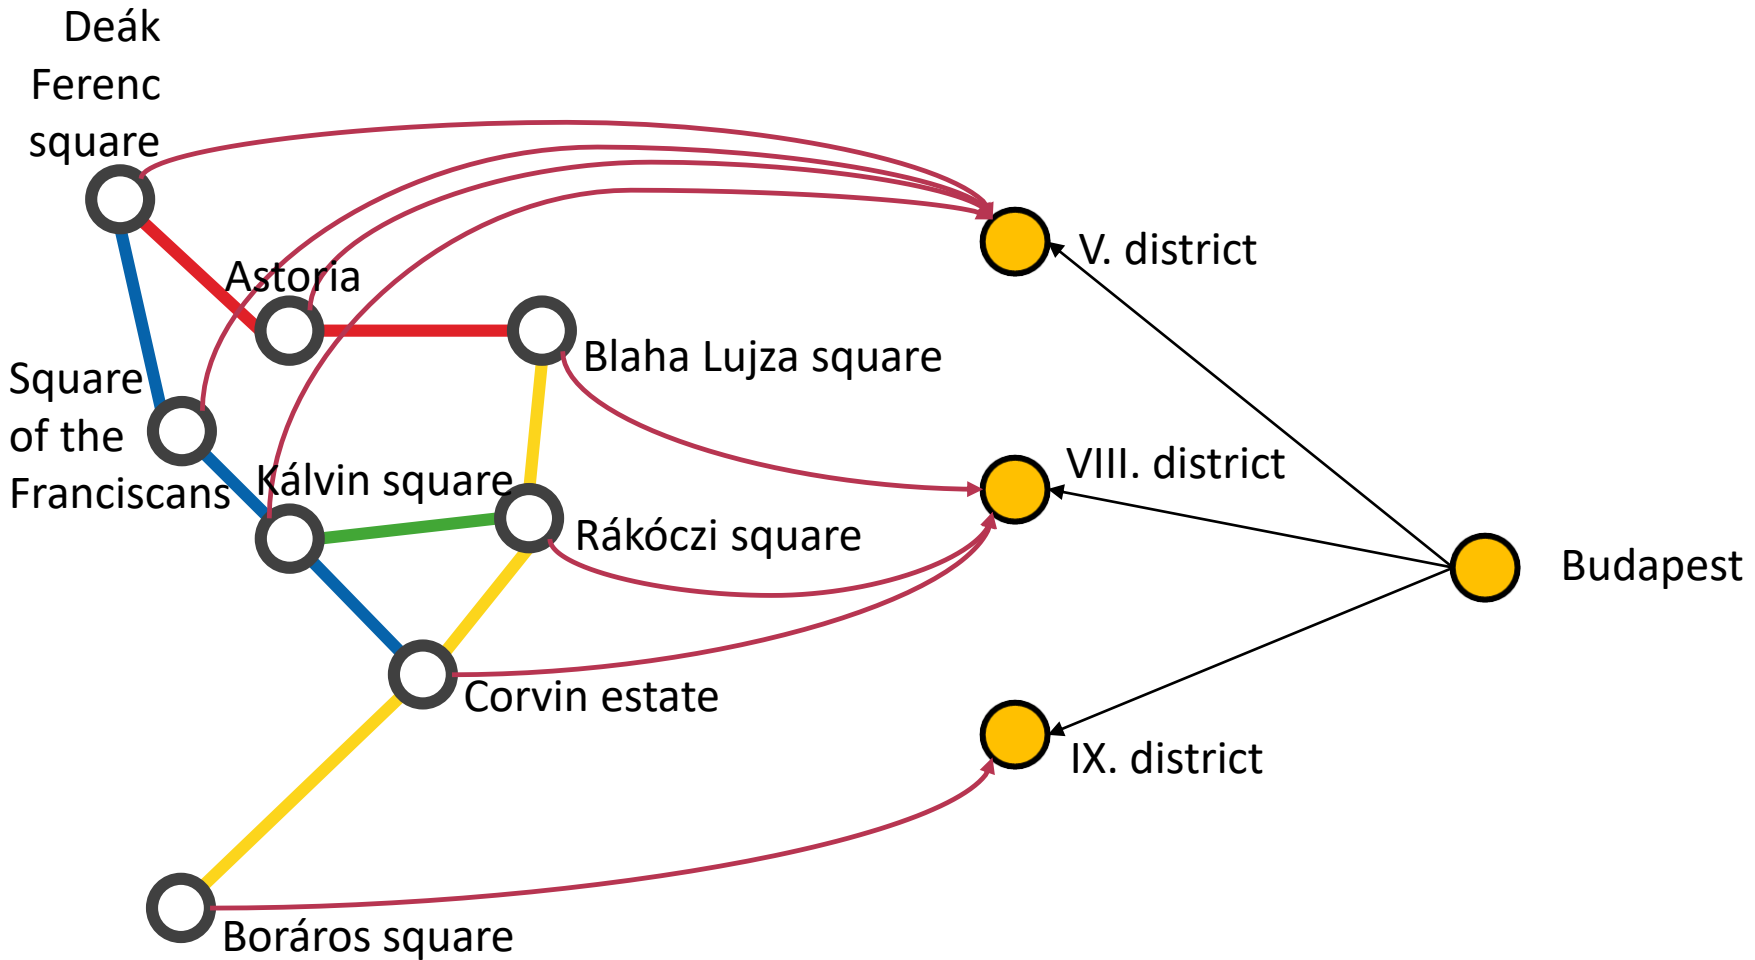 Deák
Ferenc
square
Astoria
Blaha Lujza square
Square
of the
Franciscans
Kálvin square
Rákóczi square
Corvin estate
Boráros square
V. district
VIII. district
IX. district
Budapest